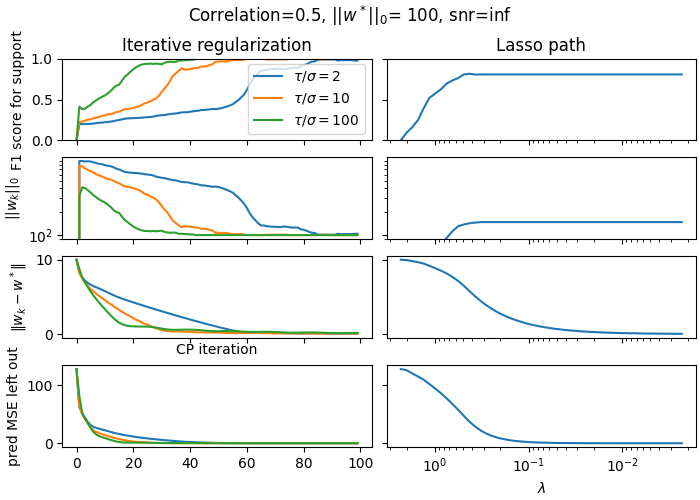 Correlation=0.5, ||w*||₀= 100, snr=inf
Iterative regularization
Lasso path
F1 score for support
1.0
0.5
0.0
τ/σ = 2
τ/σ = 10
τ/σ = 100
||wₖ||₀
10²
‖wₖ − w*‖
10
0
CP iteration
pred MSE left out
100
0
0 20 40 60 80 100
10⁰ 10⁻¹ 10⁻²
λ